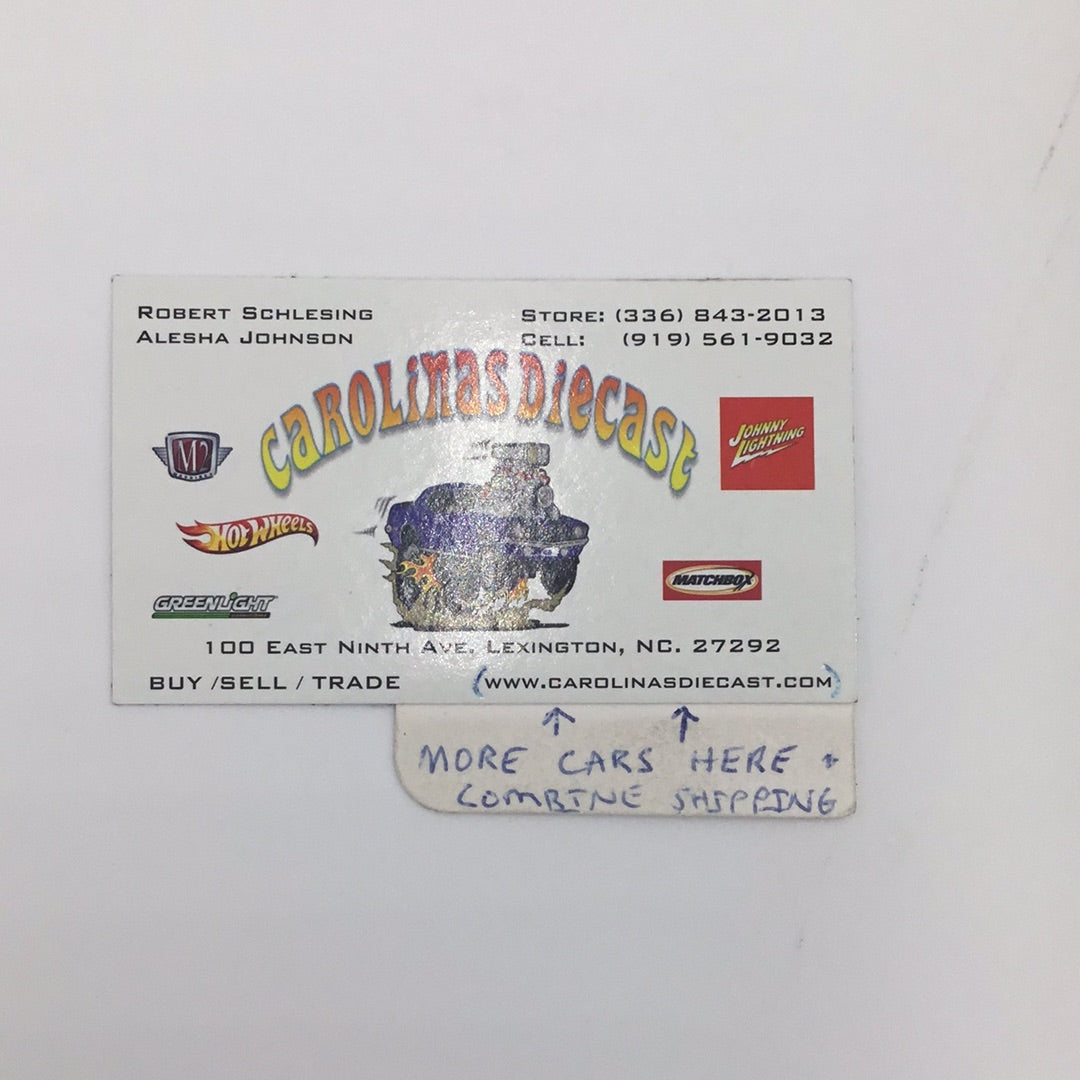 ROBERT SCHLESING
ALESHA JOHNSON
STORE: (336) 843-2013
CELL: (919) 561-9032
CAROLINAS DIECAST
M2
JOHNNY
LIGHTNING
HOT WHEELS
MATCHBOX
GREENLIGHT
100 EAST NINTH AVE. LEXINGTON, NC. 27292
BUY /SELL / TRADE
(WWW.CAROLINASDIECAST.COM)
↑ ↑
MORE CARS HERE +
COMBINE SHIPPING